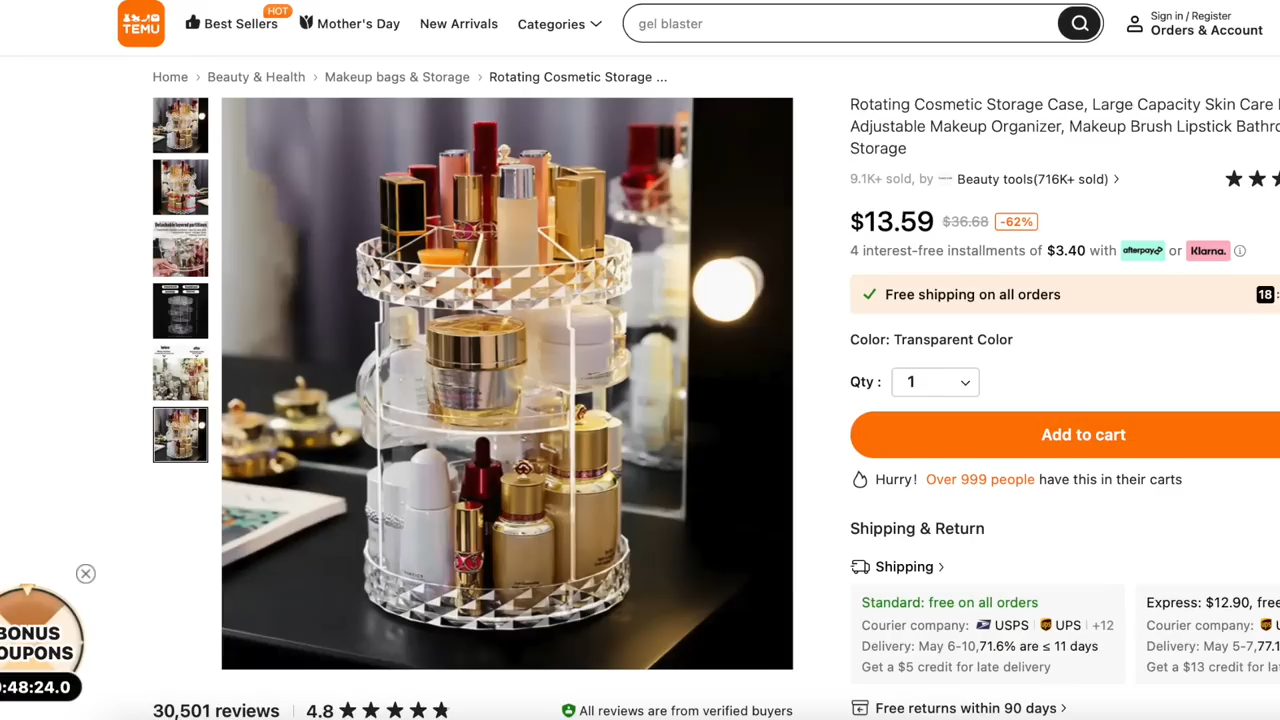 TEMU
Best Sellers
HOT
Mother's Day
New Arrivals
Categories
gel blaster
Sign in / Register
Orders & Account
Home › Beauty & Health › Makeup bags & Storage › Rotating Cosmetic Storage ...
Rotating Cosmetic Storage Case, Large Capacity Skin Care
Adjustable Makeup Organizer, Makeup Brush Lipstick Bathro
Storage
9.1K+ sold, by Beauty tools(716K+ sold) ›
$13.59 $36.68 -62%
4 interest-free installments of $3.40 with afterpay or Klarna.
Free shipping on all orders
18:
Color: Transparent Color
Qty : 1
Add to cart
Hurry! Over 999 people have this in their carts
Shipping & Return
Shipping ›
Standard: free on all orders
Courier company: USPS UPS +12
Delivery: May 6-10,71.6% are ≤ 11 days
Get a $5 credit for late delivery
Express: $12.90, free
Courier company:
Delivery: May 5-7,77.1
Get a $13 credit for la
Free returns within 90 days ›
BONUS
OUPONS
:48:24.0
30,501 reviews 4.8
All reviews are from verified buyers